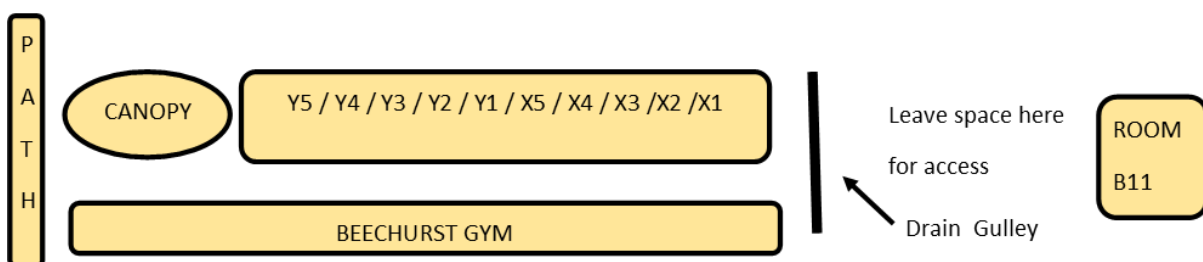 P
A
T
H
CANOPY
Y5 / Y4 / Y3 / Y2 / Y1 / X5 / X4 / X3 /X2 /X1
BEECHURST GYM
Leave space here
for access
Drain Gulley
ROOM
B11